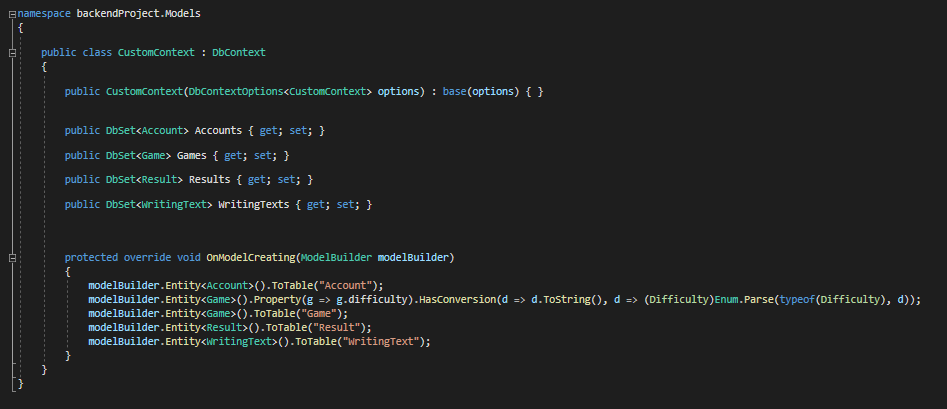 namespace backendProject.Models
{
public class CustomContext : DbContext
{
public CustomContext(DbContextOptions<CustomContext> options) : base(options) { }
public DbSet<Account> Accounts { get; set; }
public DbSet<Game> Games { get; set; }
public DbSet<Result> Results { get; set; }
public DbSet<WritingText> WritingTexts { get; set; }
protected override void OnModelCreating(ModelBuilder modelBuilder)
{
modelBuilder.Entity<Account>().ToTable("Account");
modelBuilder.Entity<Game>().Property(g => g.difficulty).HasConversion(d => d.ToString(), d => (Difficulty)Enum.Parse(typeof(Difficulty), d));
modelBuilder.Entity<Game>().ToTable("Game");
modelBuilder.Entity<Result>().ToTable("Result");
modelBuilder.Entity<WritingText>().ToTable("WritingText");
}
}
}